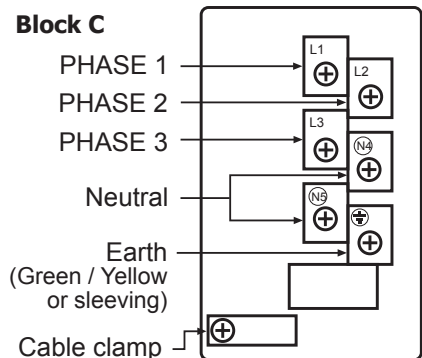 Block C
L1
PHASE 1
L2
PHASE 2
L3
PHASE 3
N4
Neutral
N5
Earth
(Green / Yellow
or sleeving)
Cable clamp